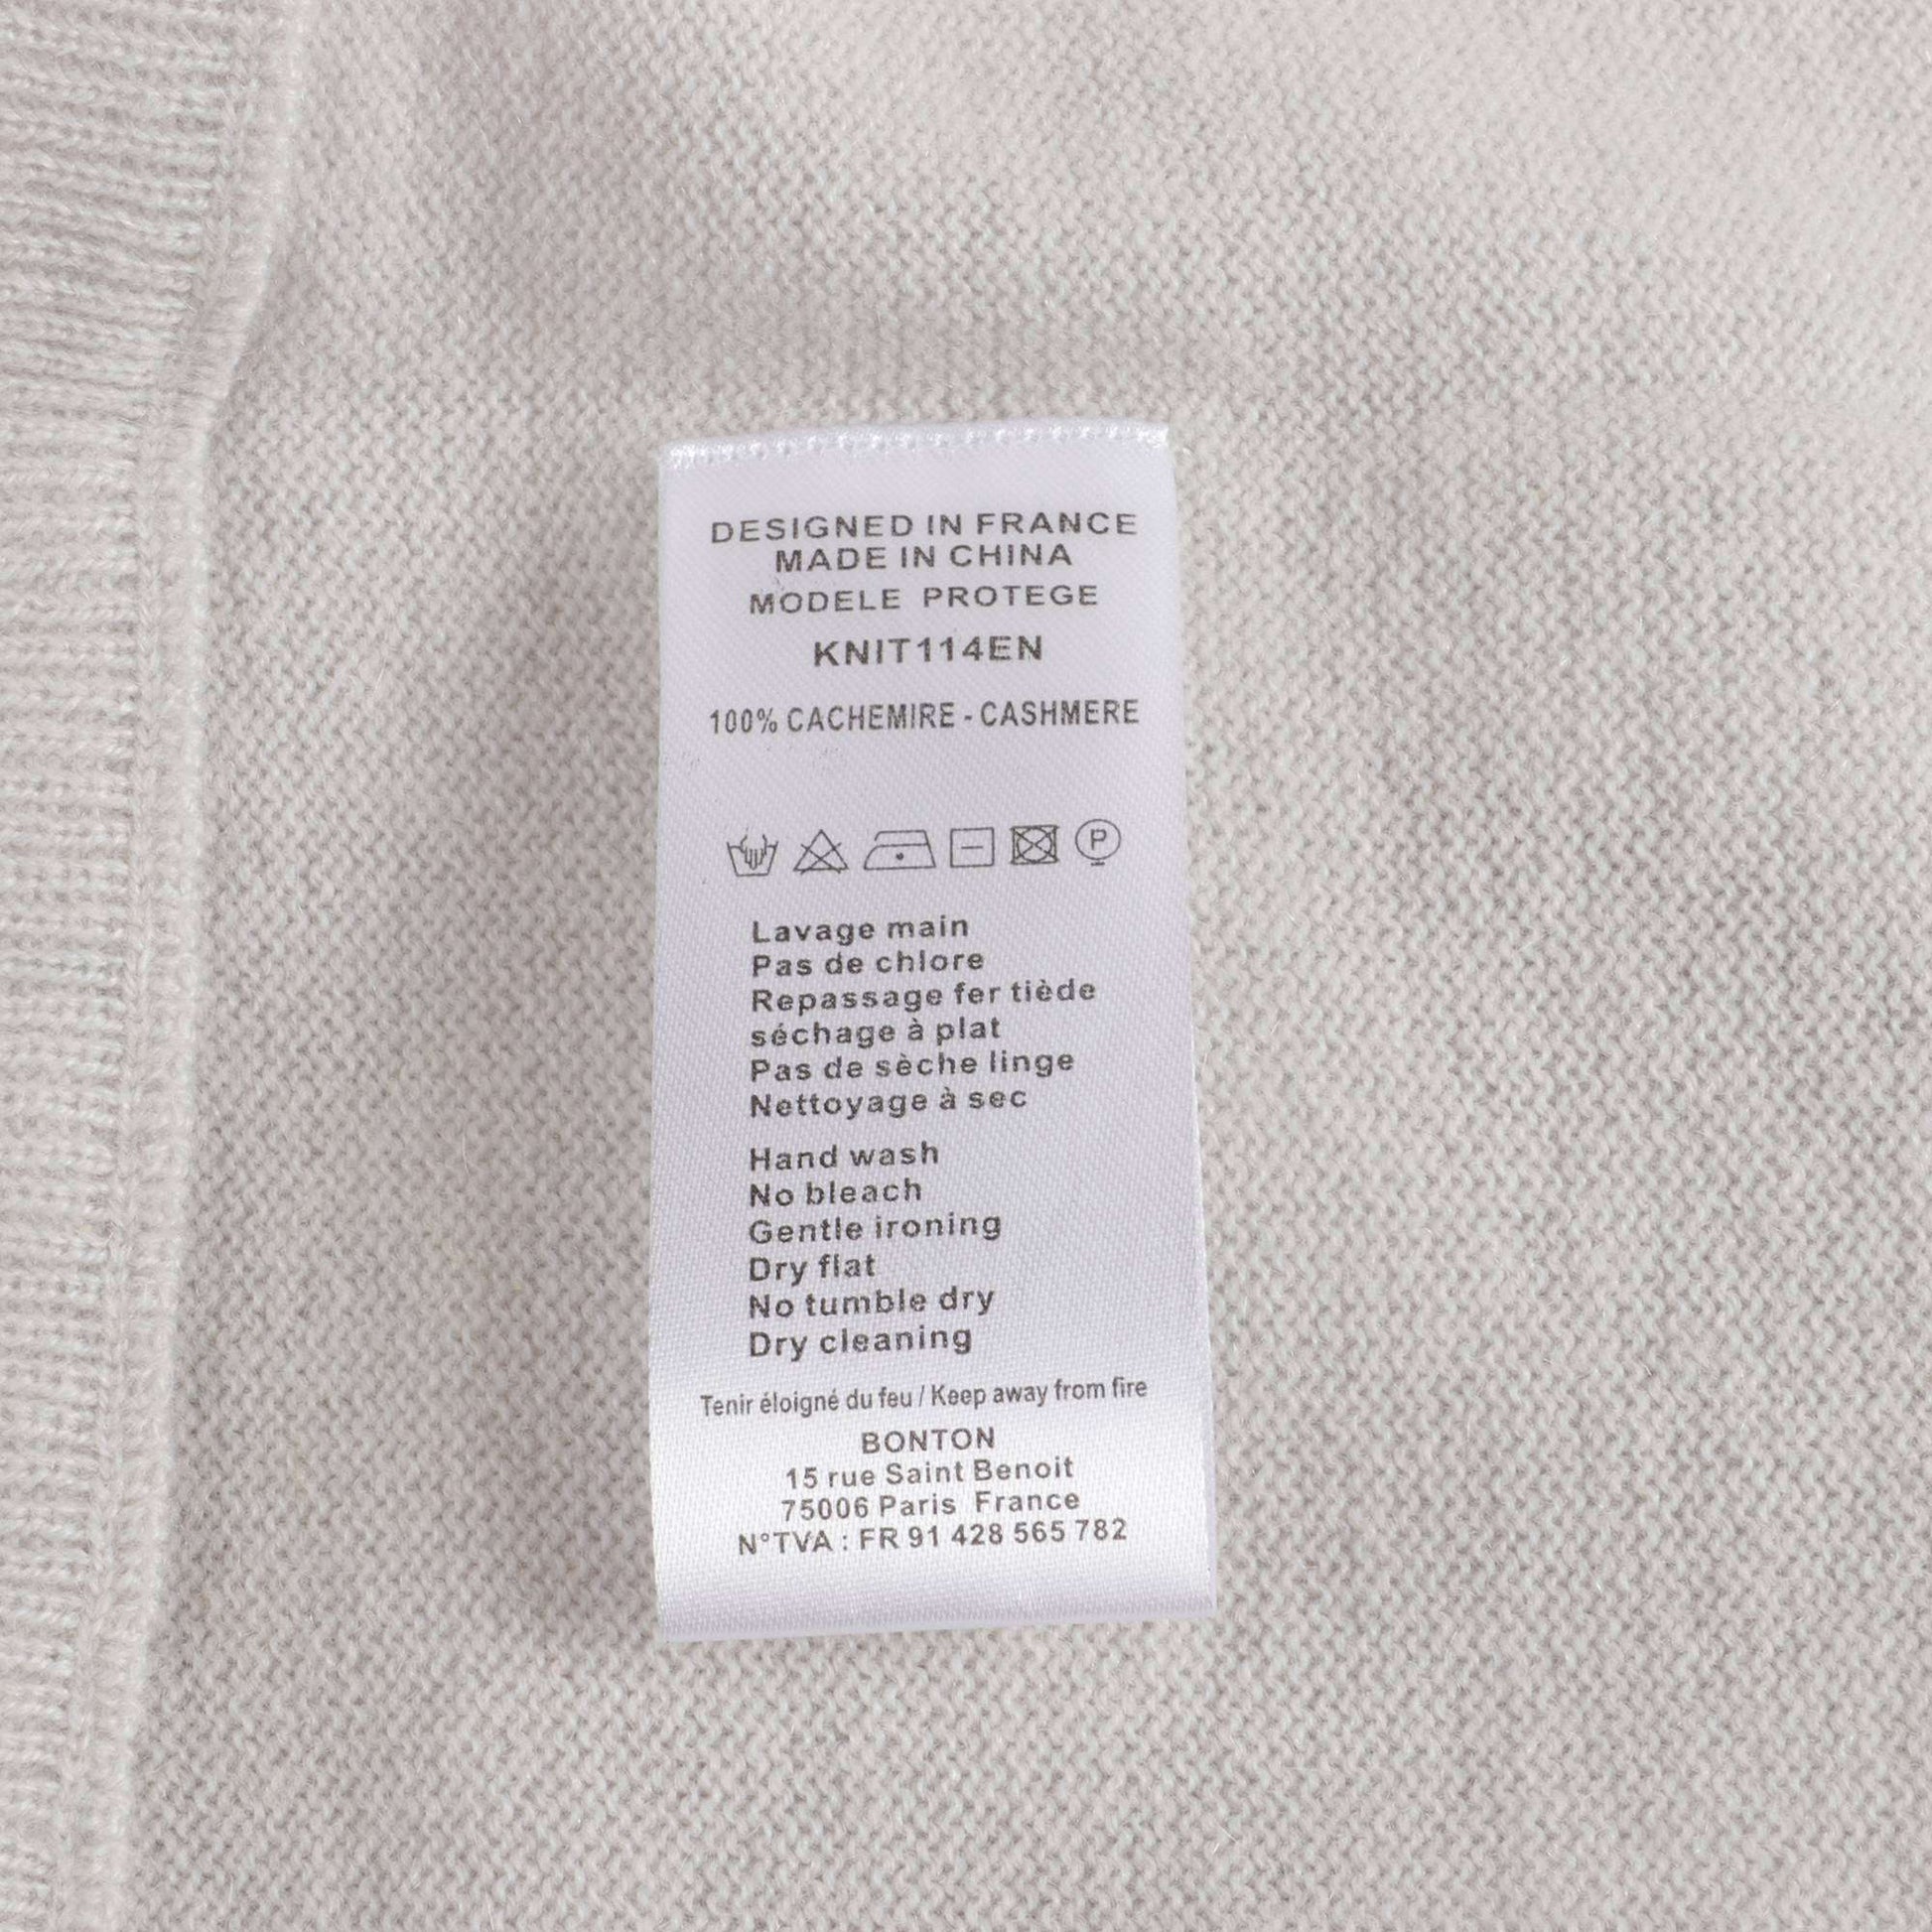 DESIGNED IN FRANCE
MADE IN CHINA
MODELE PROTEGE
KNIT114EN
100% CACHEMIRE - CASHMERE
P
Lavage main
Pas de chlore
Repassage fer tiède
séchage à plat
Pas de sèche linge
Nettoyage à sec
Hand wash
No bleach
Gentle ironing
Dry flat
No tumble dry
Dry cleaning
Tenir éloigné du feu / Keep away from fire
BONTON
15 rue Saint Benoit
75006 Paris France
N°TVA : FR 91 428 565 782